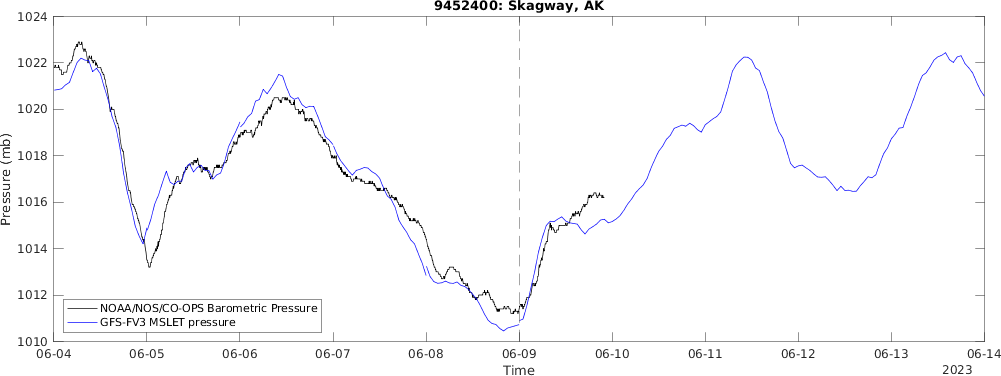 9452400: Skagway, AK
Pressure (mb)
1024
1022
1020
1018
1016
1014
1012
1010
NOAA/NOS/CO-OPS Barometric Pressure
GFS-FV3 MSLET pressure
06-04 06-05 06-06 06-07 06-08 06-09 06-10 06-11 06-12 06-13 06-14
Time
2023